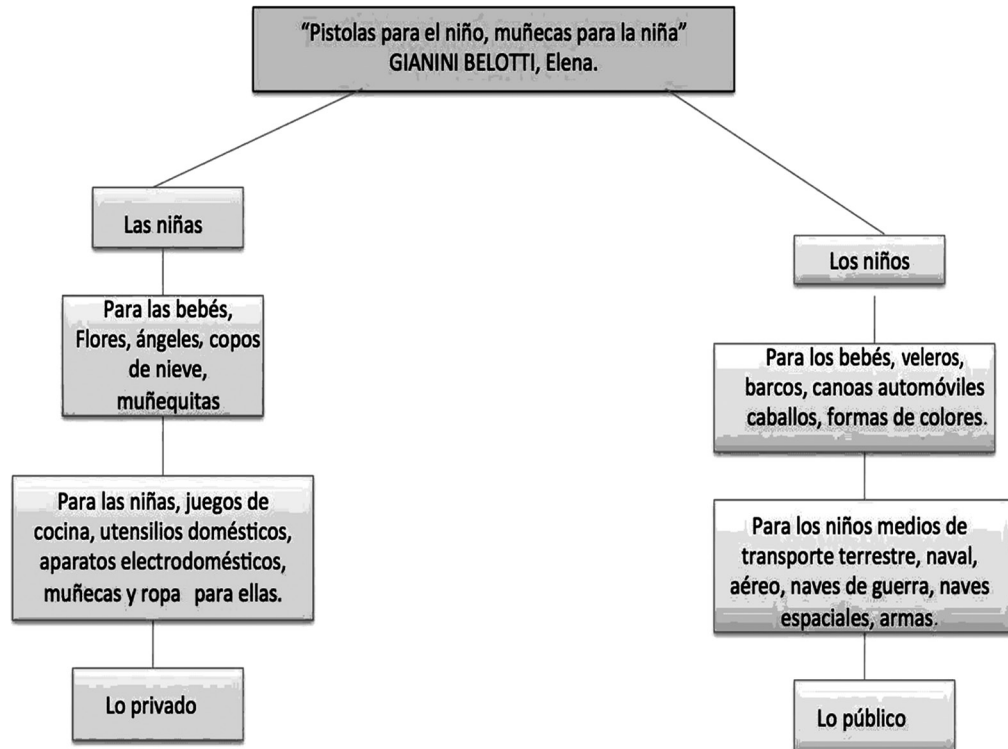 “Pistolas para el niño, muñecas para la niña”
GIANINI BELOTTI, Elena.
Las niñas
Para las bebés,
Flores, ángeles, copos
de nieve,
muñequitas
Para las niñas, juegos de
cocina, utensilios domésticos,
aparatos electrodomésticos,
muñecas y ropa para ellas.
Lo privado
Los niños
Para los bebés, veleros,
barcos, canoas automóviles
caballos, formas de colores.
Para los niños medios de
transporte terrestre, naval,
aéreo, naves de guerra, naves
espaciales, armas.
Lo público